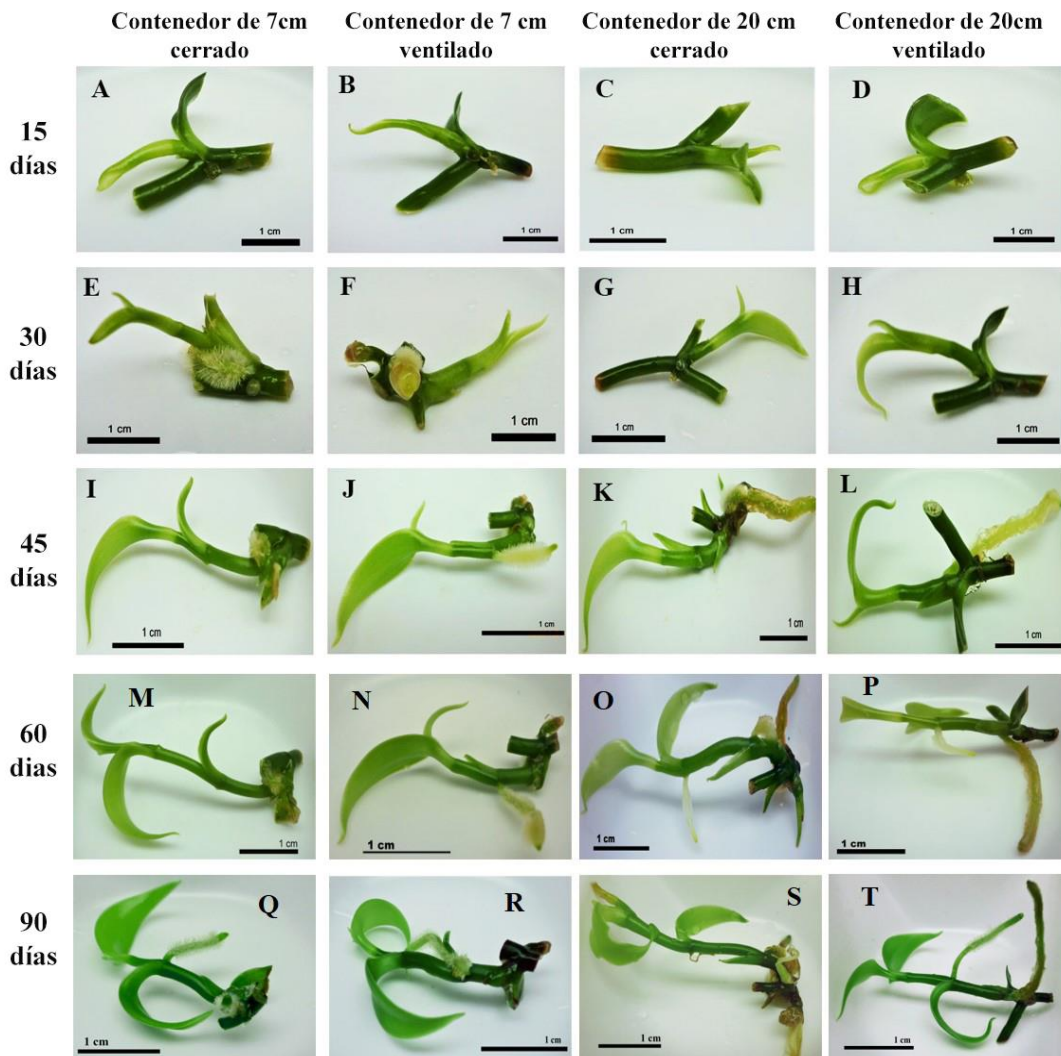 Contenedor de 7cm cerrado
Contenedor de 7 cm ventilado
Contenedor de 20 cm cerrado
Contenedor de 20cm ventilado
15 días
A
1 cm
B
1 cm
C
1 cm
D
1 cm
30 días
E
1 cm
F
1 cm
G
1 cm
H
1 cm
45 días
I
1 cm
J
1 cm
K
1 cm
L
1 cm
60 dias
M
1 cm
N
1 cm
O
1 cm
P
1 cm
90 días
Q
1 cm
R
1 cm
S
1 cm
T
1 cm